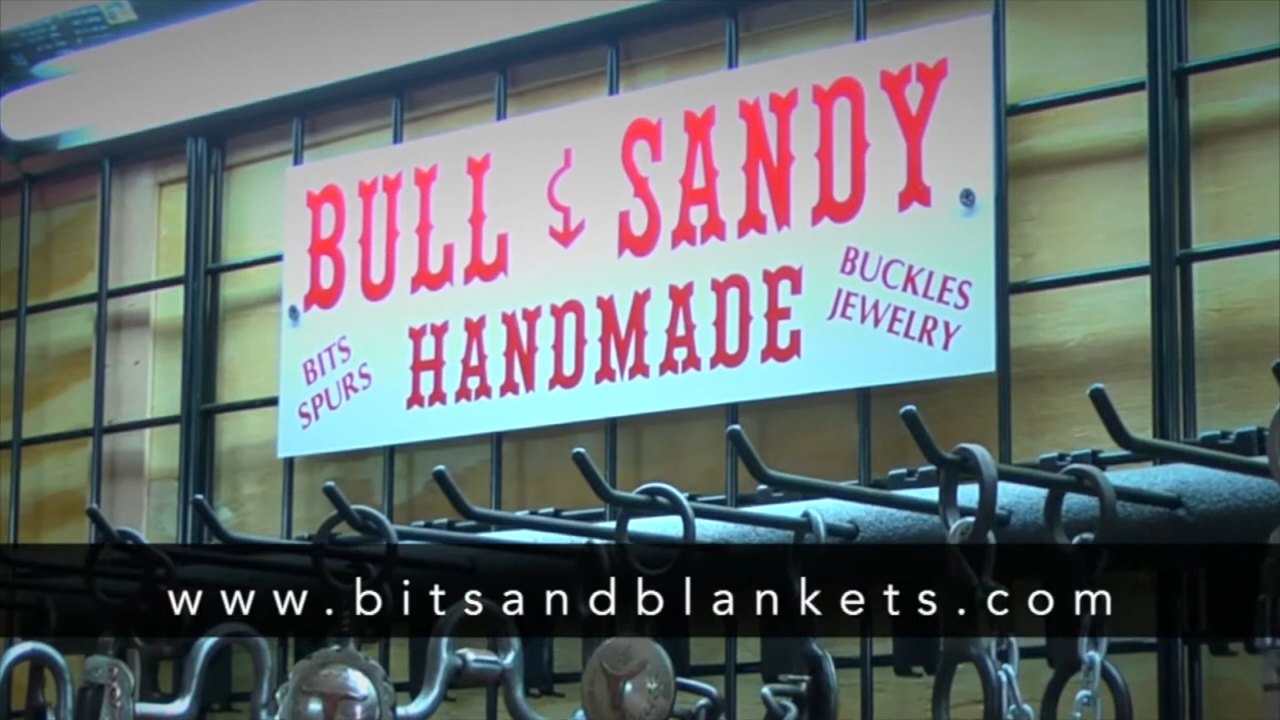 BULL & SANDY
HANDMADE
BITS
SPURS
BUCKLES
JEWELRY
www.bitsandblankets.com